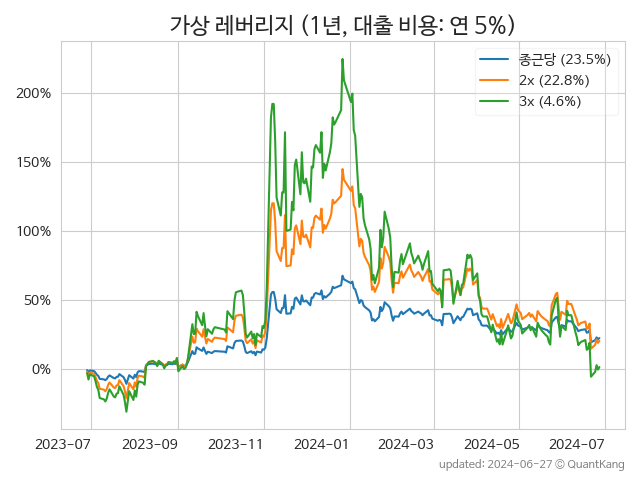 가상 레버리지 (1년, 대출 비용: 연 5%)
종근당 (23.5%)
2x (22.8%)
3x (4.6%)
200%
150%
100%
50%
0%
2023-07
2023-09
2023-11
2024-01
2024-03
2024-05
2024-07
updated: 2024-06-27 © QuantKang